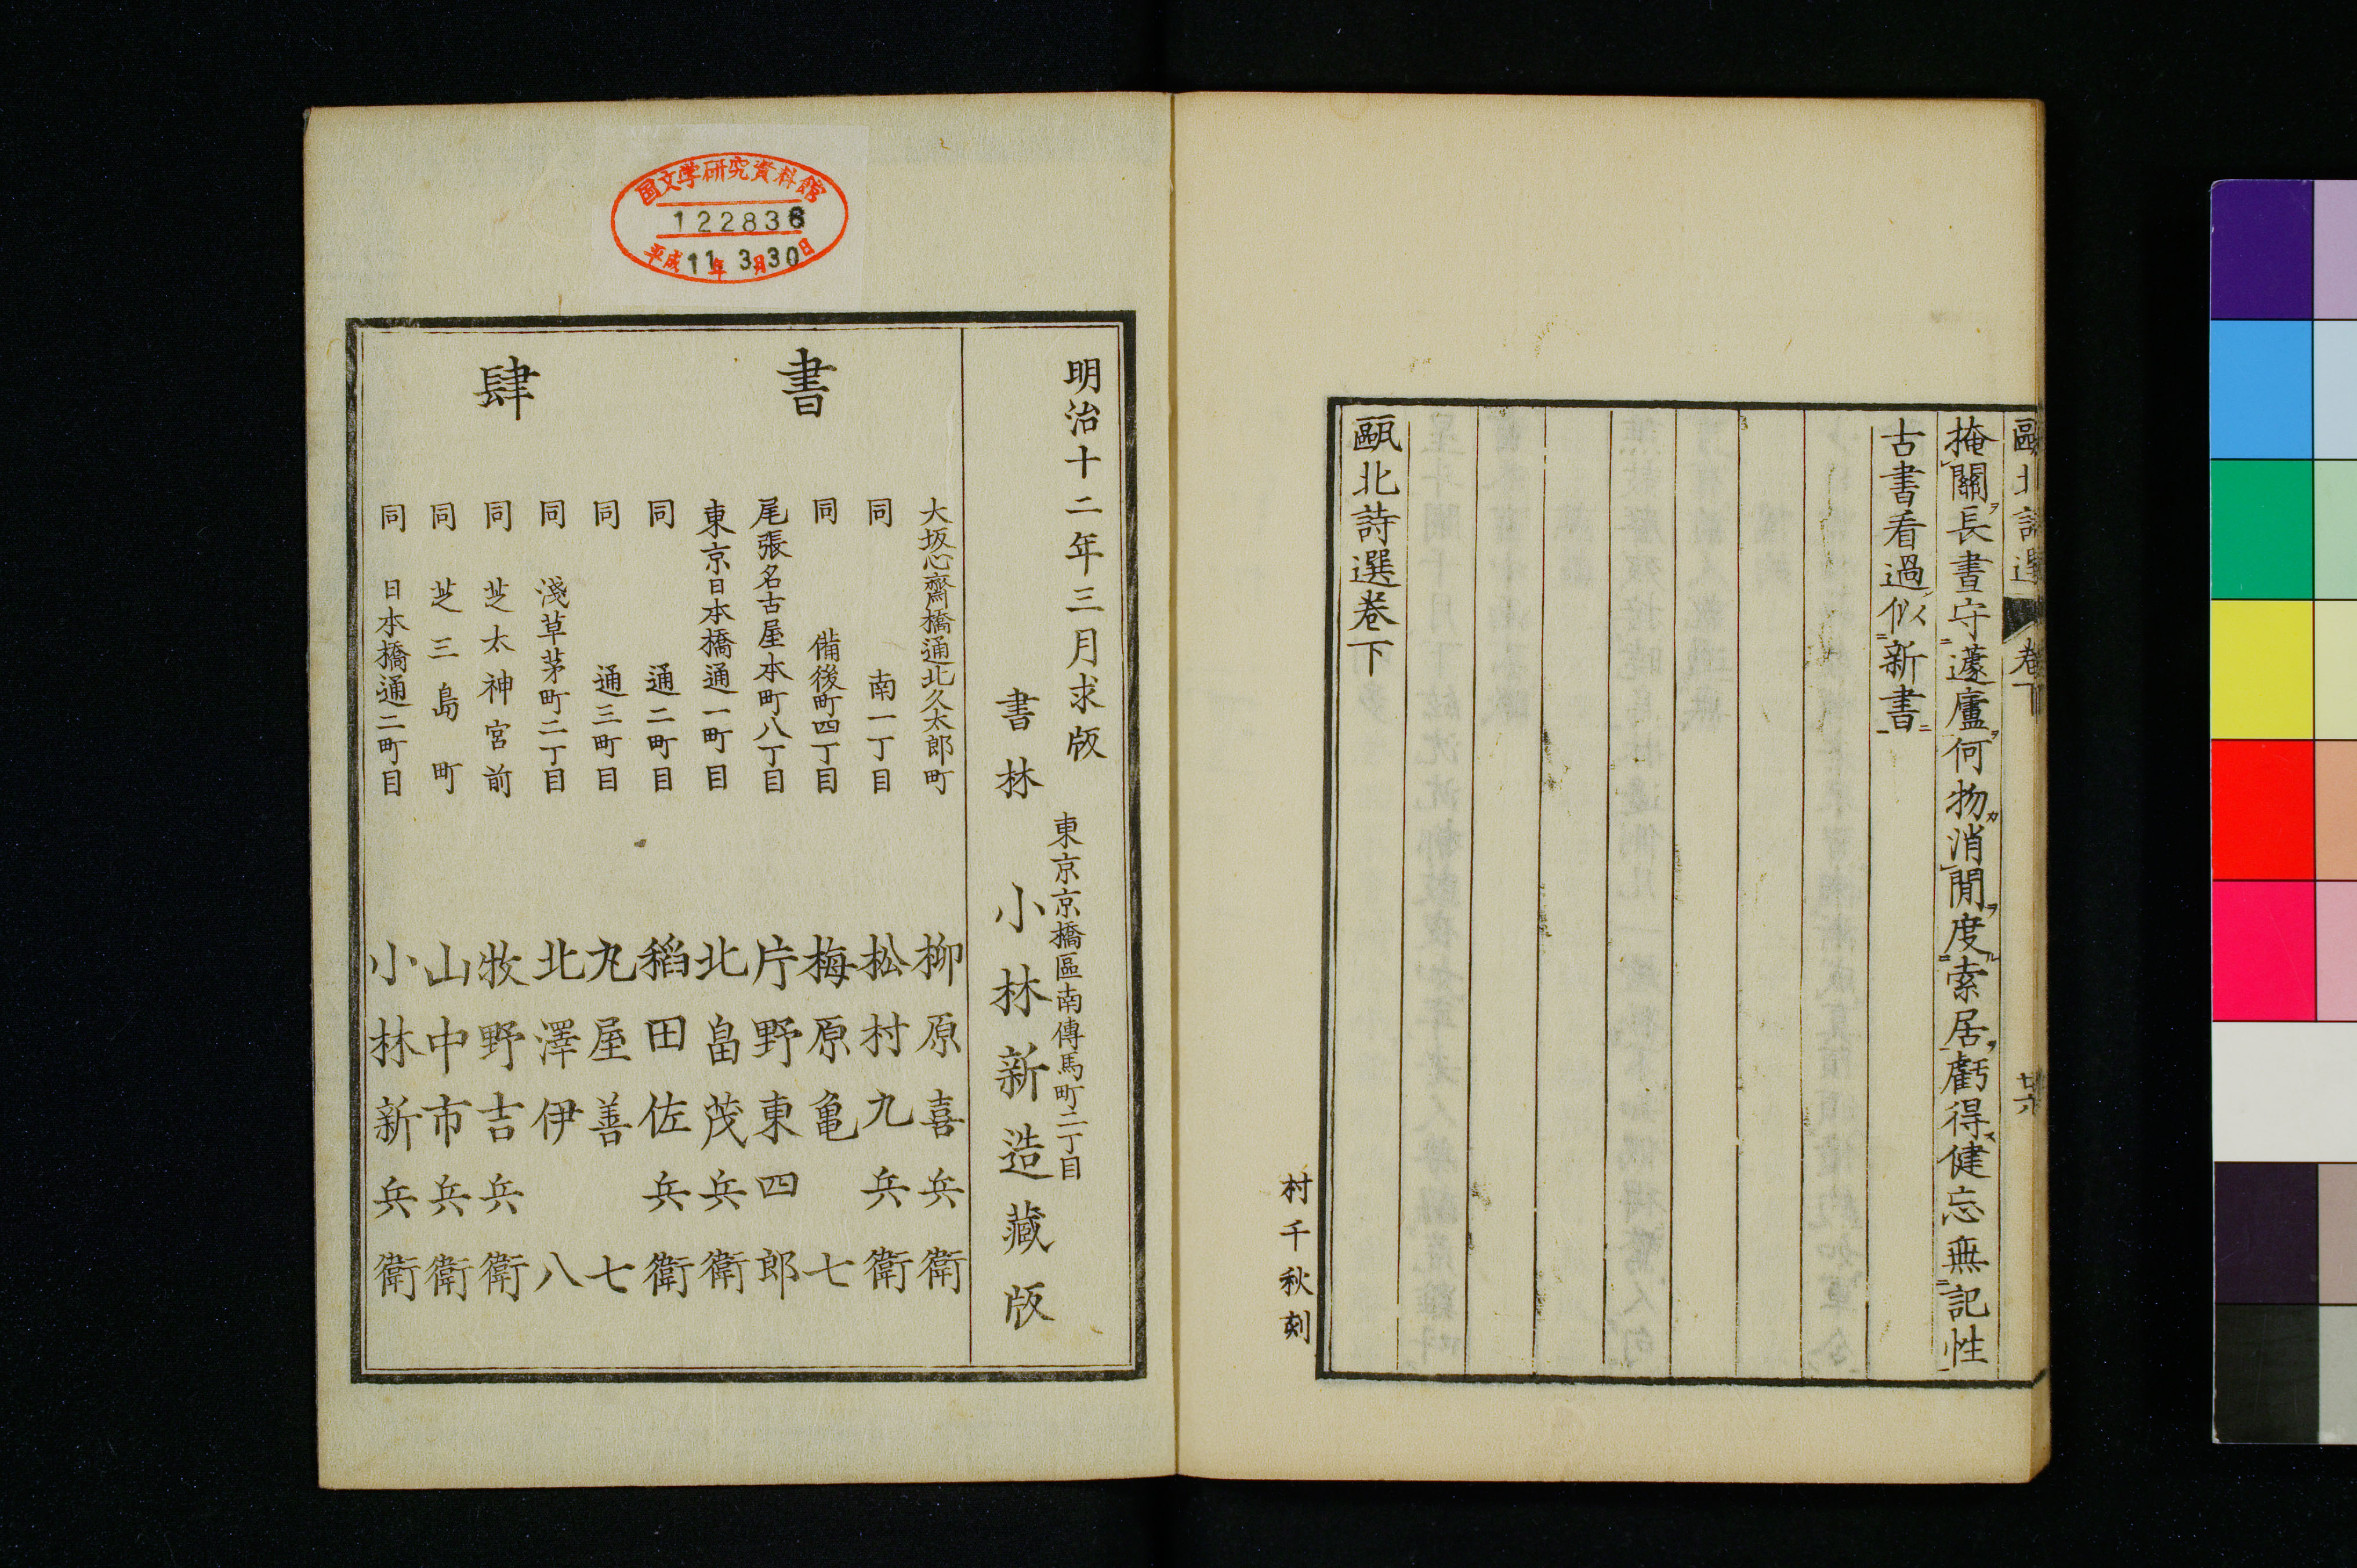 甌北詩選 卷下 廿六
掩關長晝守蘧廬何物消閒度索居虧得健忘無記性
古書看過似新書
甌北詩選卷下
村千秋刻
国文学研究資料館
122836
平成11年3月30日
明治十二年三月求版
東京京橋區南傳馬町二丁目
書林 小林新造藏版
書肆
大坂心齋橋通北久太郎町 柳原喜兵衛
同 南一丁目 松村九兵衛
同 備後町四丁目 梅原亀七
尾張名古屋本町八丁目 片野東四郎
東京日本橋通一町目 北畠茂兵衛
同 通二町目 稻田佐兵衛
同 通三町目 丸屋善七
同 淺草茅町二丁目 北澤伊八
同 芝太神宮前 牧野吉兵衛
同 芝三島町 山中市兵衛
同 日本橋通二町目 小林新兵衛